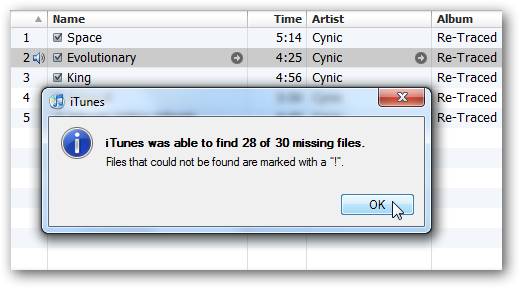 Name Time Artist Album
1 Space 5:14 Cynic Re-Traced
2 Evolutionary 4:25 Cynic Re-Traced
3 King 4:56 Cynic Re-Traced
4 Re-Traced
5 Re-Traced
iTunes
iTunes was able to find 28 of 30 missing files.
Files that could not be found are marked with a "!".
OK